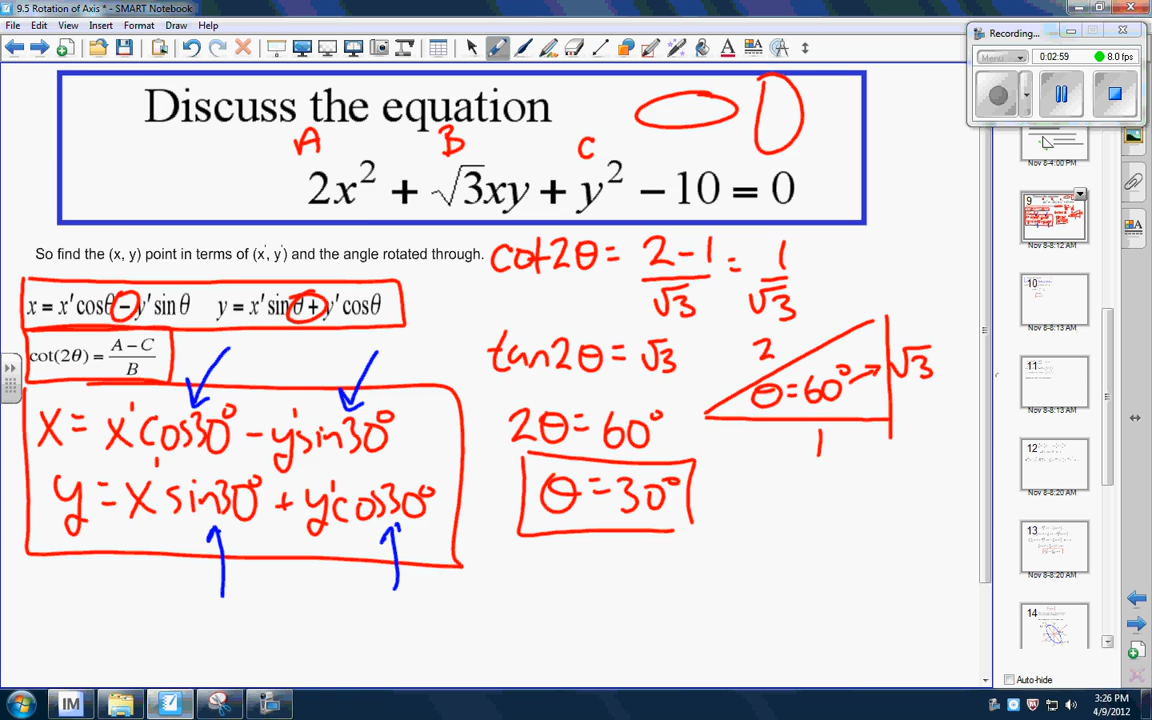 9.5 Rotation of Axis * - SMART Notebook
File Edit View Insert Format Draw Help
Recording...
Menu 0:02:59 8.0 fps
Discuss the equation
A B C
2x² + √3xy + y² − 10 = 0
So find the (x, y) point in terms of (x', y') and the angle rotated through.
cot2θ = 2-1/√3 = 1/√3
x = x'cosθ − y'sinθ y = x'sinθ + y'cosθ
cot(2θ) = A − C/B
tan2θ = √3
2 √3
θ=60°
1
x = x'cos30° - y'sin30°
2θ = 60°
y = x'sin30° + y'cos30°
θ = 30°
Nov 8-4:00 PM
9
Nov 8-8:12 AM
10
Nov 8-8:13 AM
11
Nov 8-8:13 AM
12
Nov 8-8:20 AM
13
Nov 8-8:20 AM
14
Auto-hide
IM
3:26 PM
4/9/2012